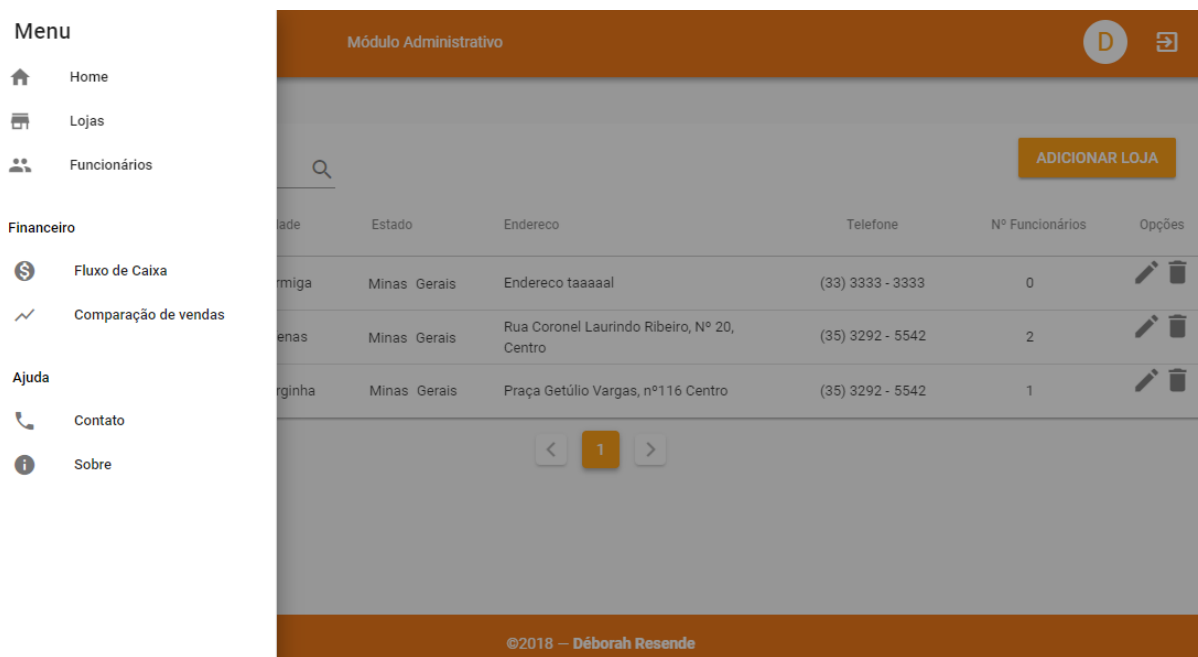 Menu
Home
Lojas
Funcionários
Financeiro
Fluxo de Caixa
Comparação de vendas
Ajuda
Contato
Sobre
Módulo Administrativo
D
ADICIONAR LOJA
Estado Endereco Telefone Nº Funcionários Opções
Minas Gerais Endereco taaaaal (33) 3333 - 3333 0
Minas Gerais Rua Coronel Laurindo Ribeiro, Nº 20,
Centro (35) 3292 - 5542 2
Minas Gerais Praça Getúlio Vargas, nº116 Centro (35) 3292 - 5542 1
1
©2018 — Déborah Resende